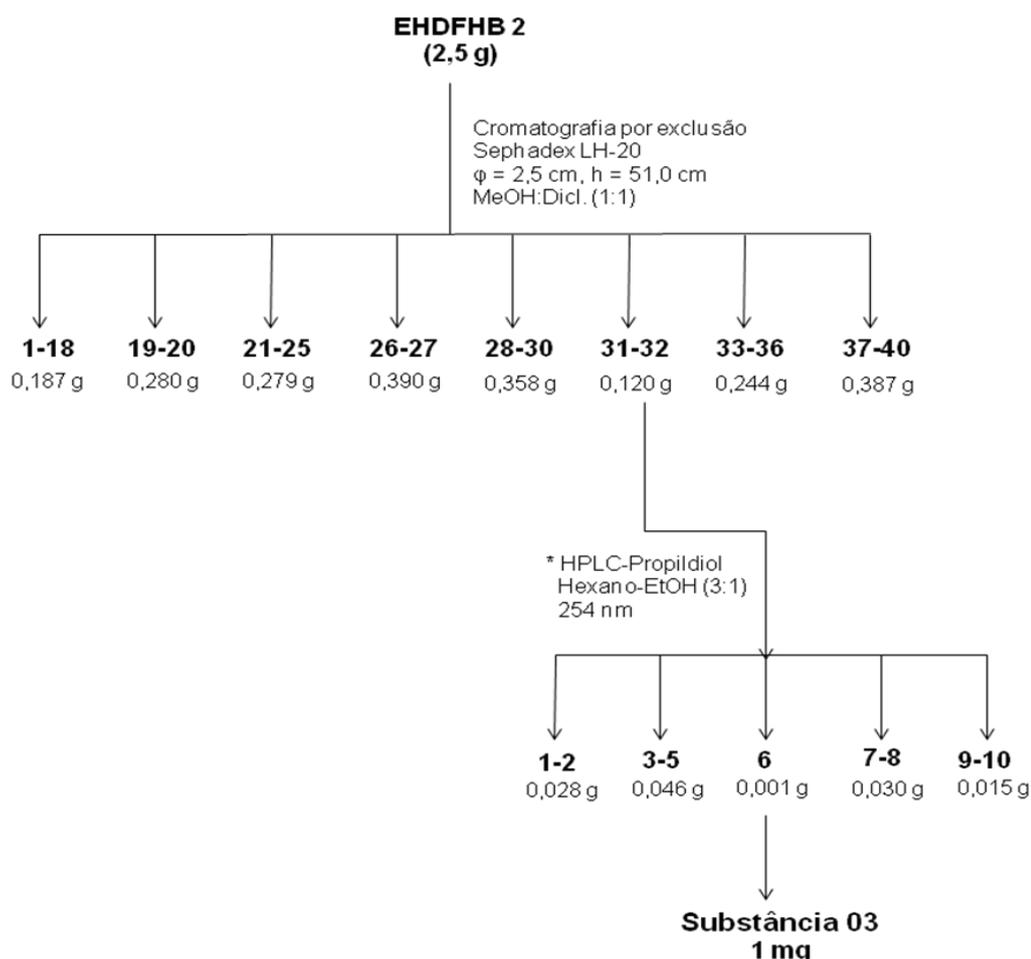 EHDFHB 2
(2,5 g)
Cromatografia por exclusão
Sephadex LH-20
φ = 2,5 cm, h = 51,0 cm
MeOH:Dicl. (1:1)
1-18 19-20 21-25 26-27 28-30 31-32 33-36 37-40
0,187 g 0,280 g 0,279 g 0,390 g 0,358 g 0,120 g 0,244 g 0,387 g
* HPLC-Propildiol
Hexano-EtOH (3:1)
254 nm
1-2 3-5 6 7-8 9-10
0,028 g 0,046 g 0,001 g 0,030 g 0,015 g
Substância 03
1 mg